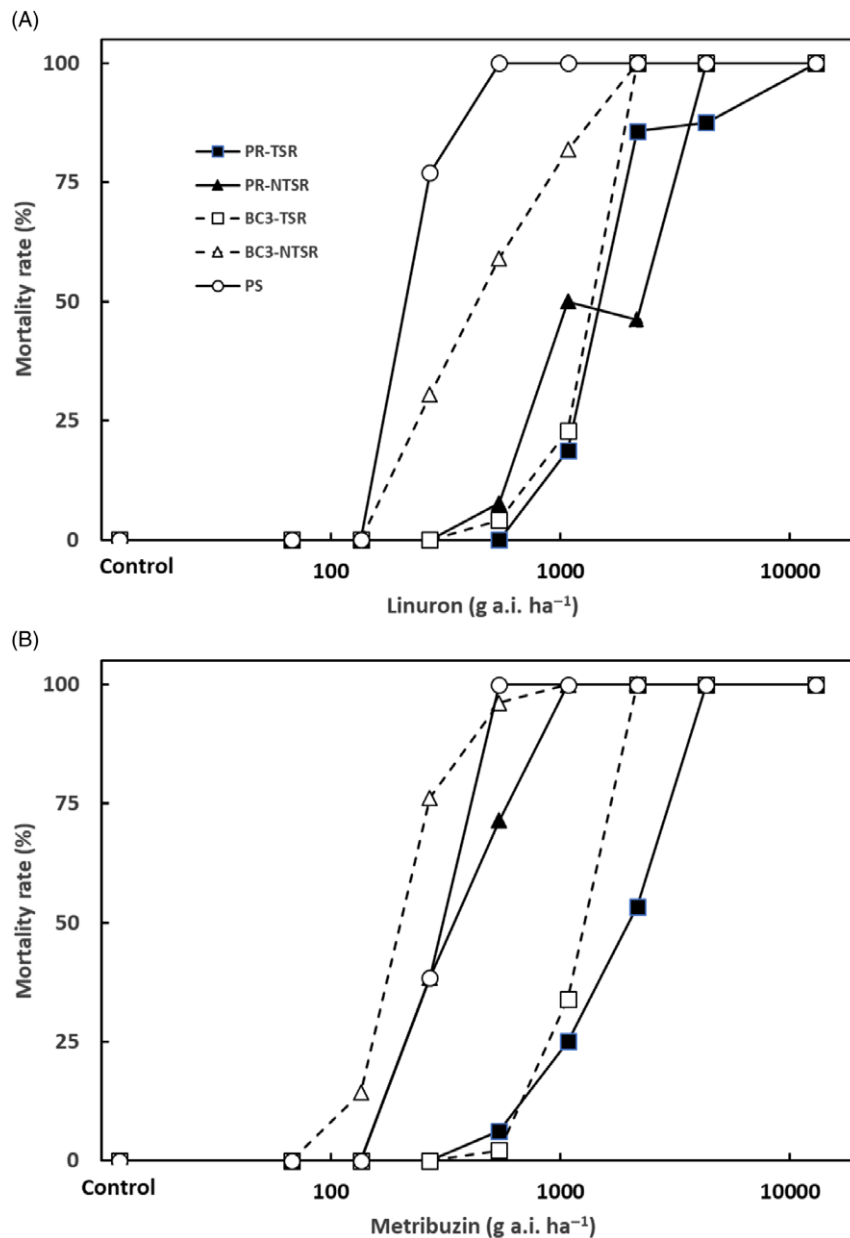 (A)
100
75
50
25
0
Mortality rate (%)
PR-TSR
PR-NTSR
BC3-TSR
BC3-NTSR
PS
Control 100 1000 10000
Linuron (g a.i. ha⁻¹)
(B)
100
75
50
25
0
Mortality rate (%)
Control 100 1000 10000
Metribuzin (g a.i. ha⁻¹)